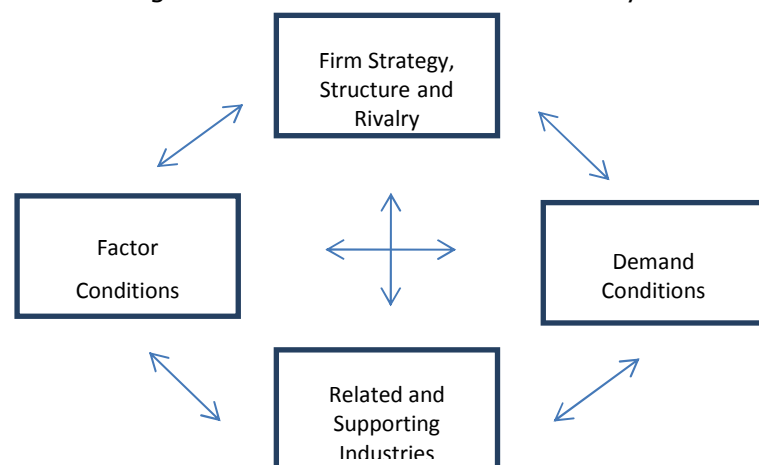 Firm Strategy,
Structure and
Rivalry
Factor
Conditions
Demand
Conditions
Related and
Supporting
Industries